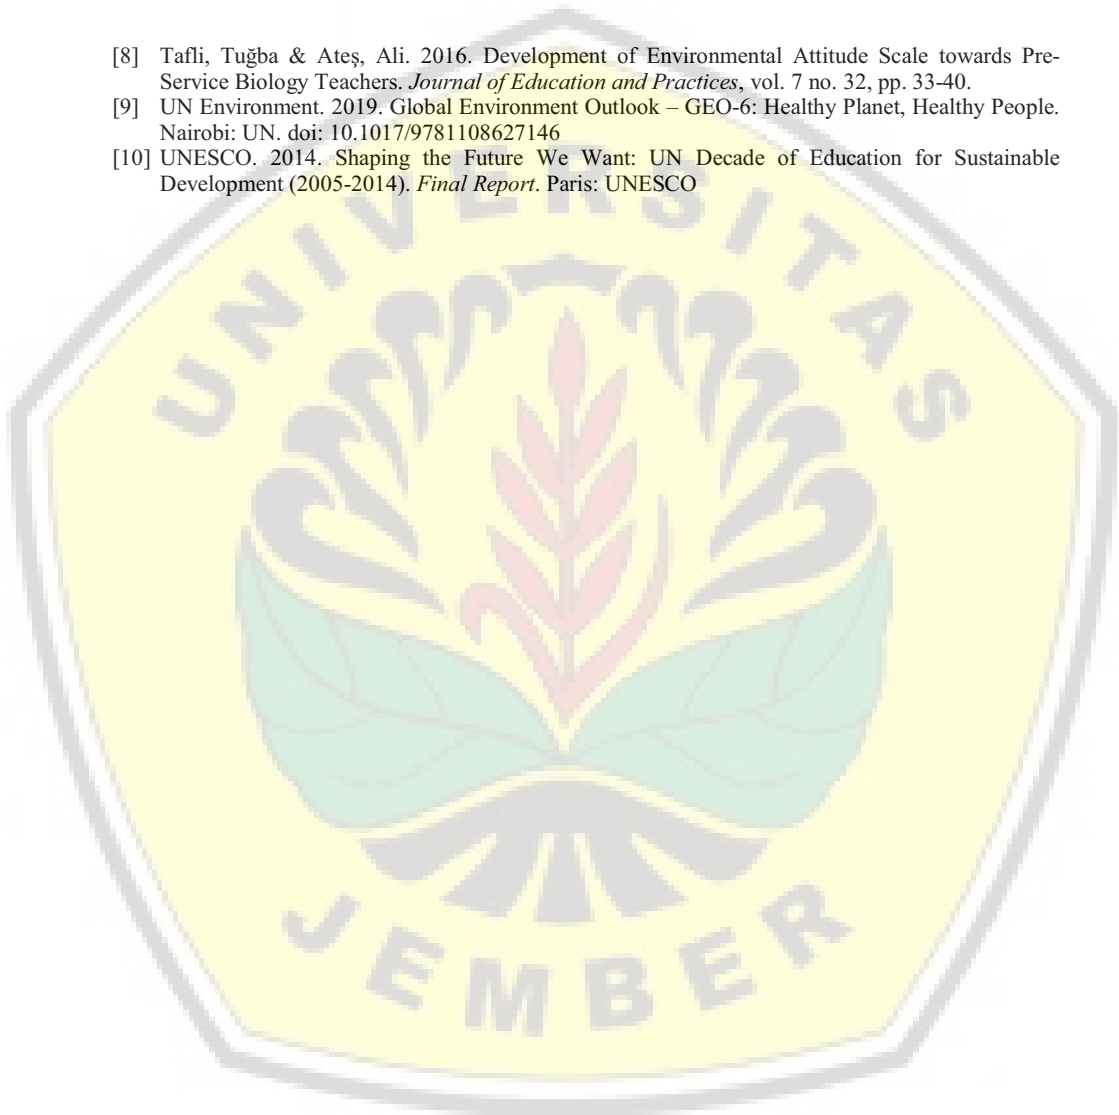 [8] Tafli, Tuğba & Ateş, Ali. 2016. Development of Environmental Attitude Scale towards Pre-
Service Biology Teachers. Journal of Education and Practices, vol. 7 no. 32, pp. 33-40.
[9] UN Environment. 2019. Global Environment Outlook – GEO-6: Healthy Planet, Healthy People.
Nairobi: UN. doi: 10.1017/9781108627146
[10] UNESCO. 2014. Shaping the Future We Want: UN Decade of Education for Sustainable
Development (2005-2014). Final Report. Paris: UNESCO
UNIVERSITAS
JEMBER